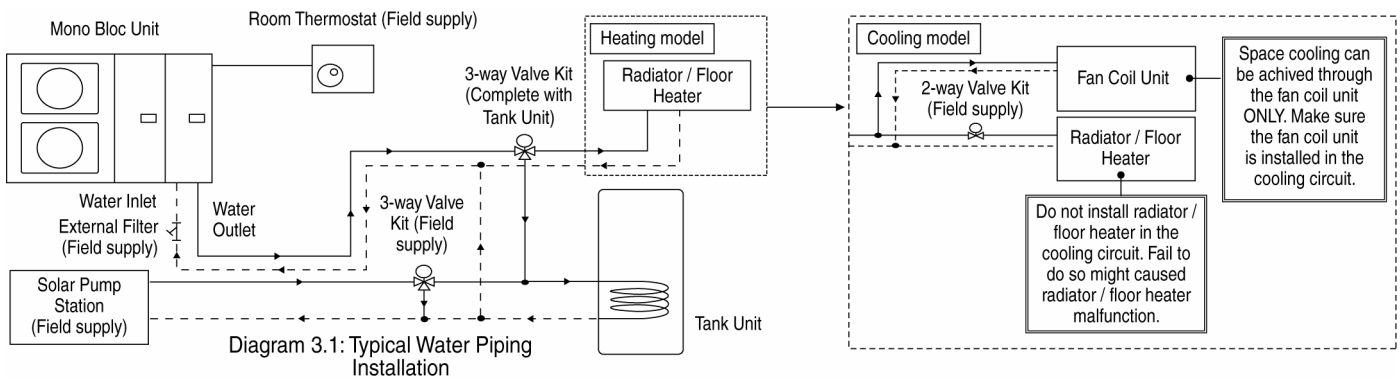 Mono Bloc Unit
Room Thermostat (Field supply)
3-way Valve Kit
(Complete with
Tank Unit)
Heating model
Radiator / Floor
Heater
Water Inlet
External Filter
(Field supply)
Water
Outlet
3-way Valve
Kit (Field
supply)
Solar Pump
Station
(Field supply)
Tank Unit
Diagram 3.1: Typical Water Piping
Installation
Cooling model
2-way Valve Kit
(Field supply)
Fan Coil Unit
Radiator / Floor
Heater
Space cooling can
be achived through
the fan coil unit
ONLY. Make sure
the fan coil unit
is installed in the
cooling circuit.
Do not install radiator /
floor heater in the
cooling circuit. Fail to
do so might caused
radiator / floor heater
malfunction.